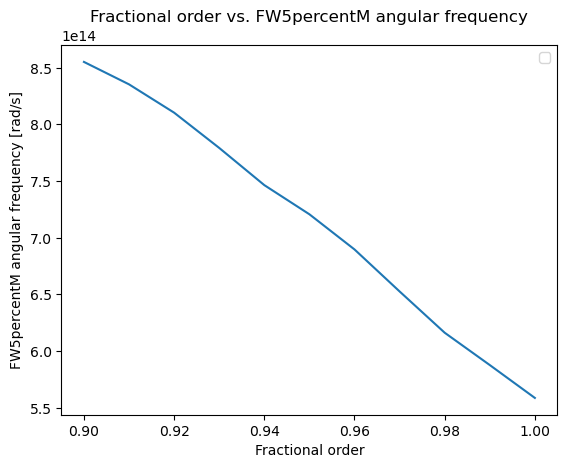 Fractional order vs. FW5percentM angular frequency
1e14
8.5
8.0
7.5
7.0
6.5
6.0
5.5
FW5percentM angular frequency [rad/s]
0.90 0.92 0.94 0.96 0.98 1.00
Fractional order